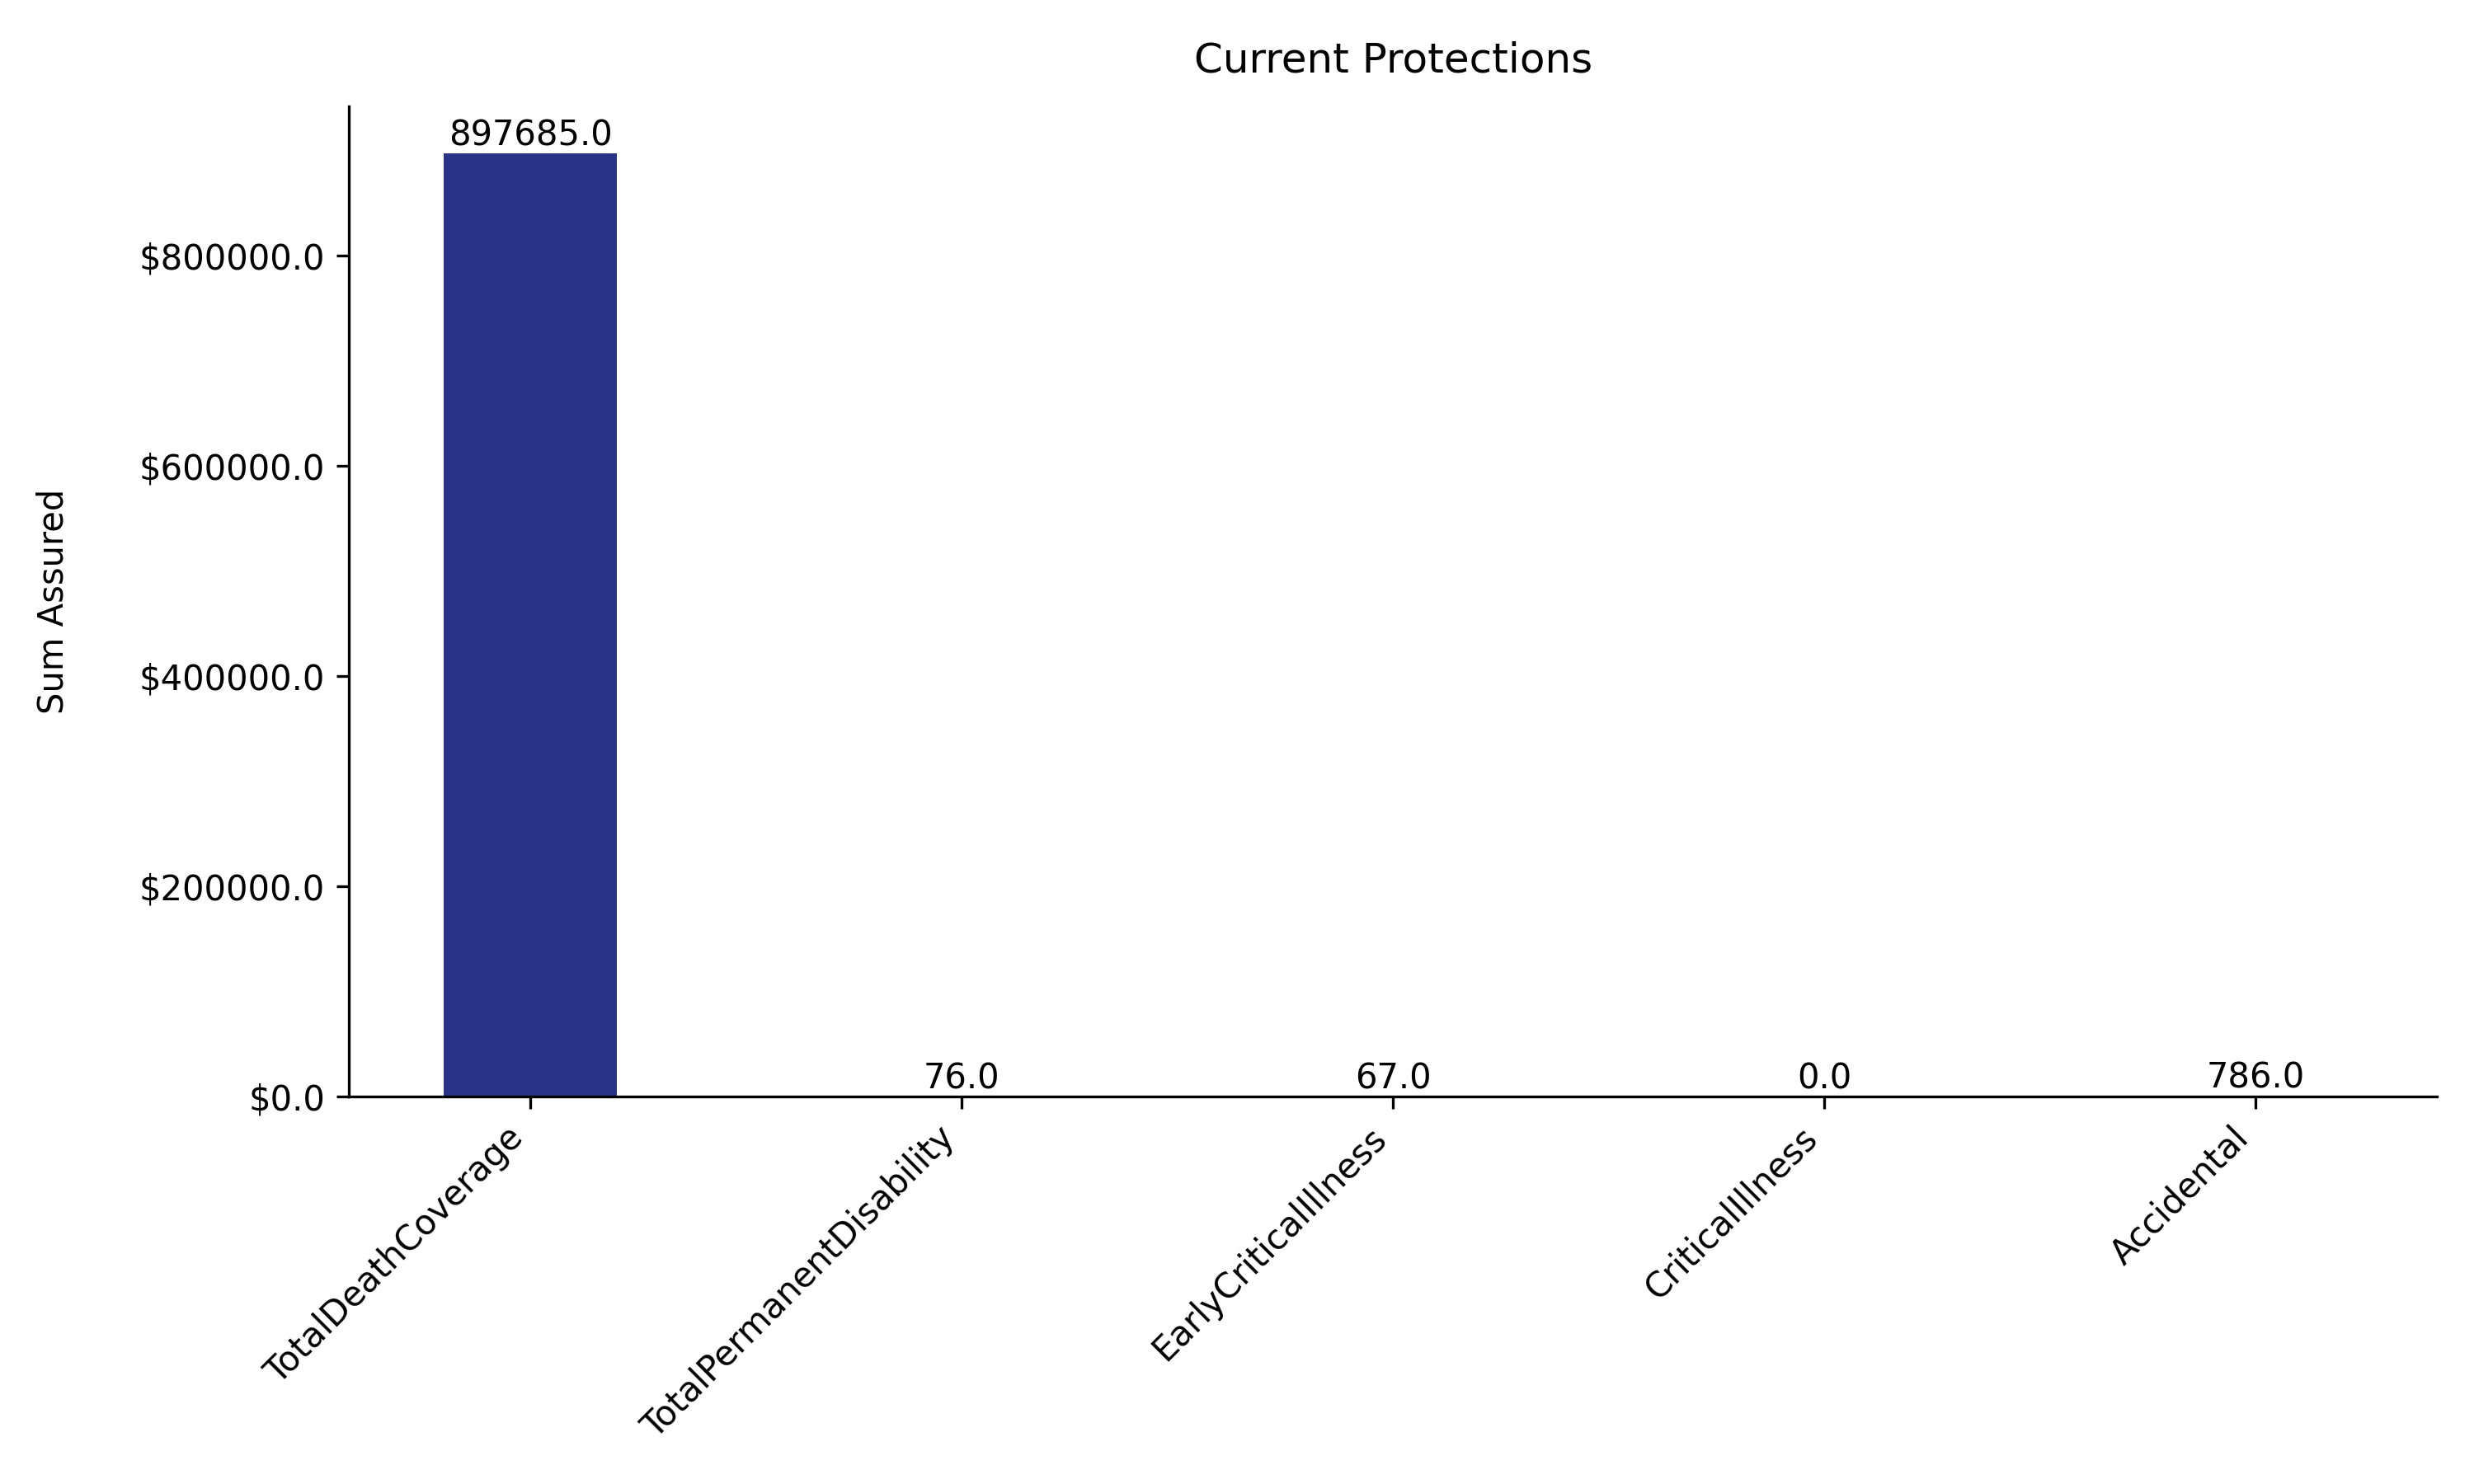 Current Protections
897685.0
$800000.0
$600000.0
$400000.0
$200000.0
$0.0
Sum Assured
76.0
67.0
0.0
786.0
TotalDeathCoverage
TotalPermanentDisability
EarlyCriticalIllness
CriticalIllness
Accidental